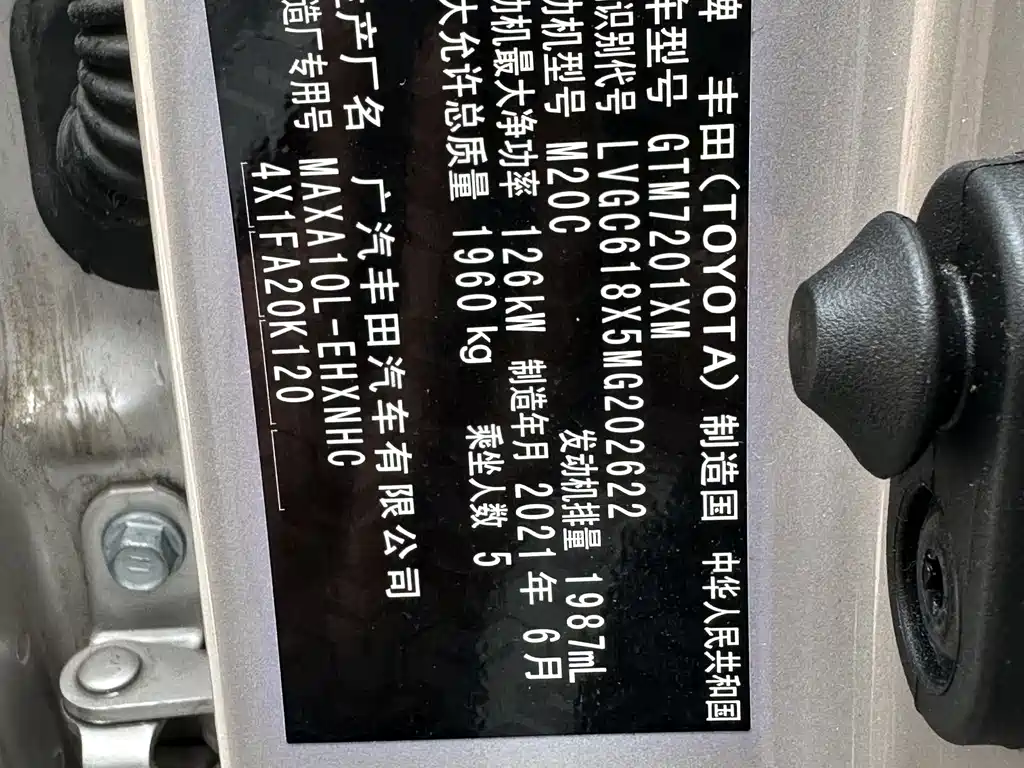 牌 丰田(TOYOTA) 制造国 中华人民共和国
车型号 GTM7201XM
识别代号 LVGC618X5MG202622
动机型号 M20C 发动机排量 1987mL
动机最大净功率 126kW 制造年月 2021年 6月
大允许总质量 1960kg 乘坐人数 5
生产厂名 广汽丰田汽车有限公司
造厂专用号 MAXA10L-EHXNHC
4X1FA20K120